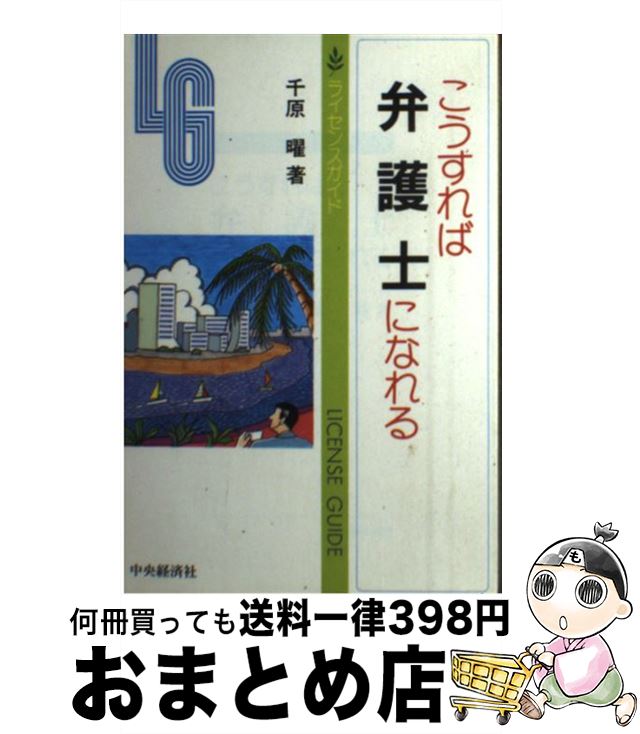 こうすれば弁護士になれる
ライセンスガイド
LICENSE GUIDE
LG
千原 曜 著
中央経済社
も
何冊買っても送料一律398円
おまとめ店